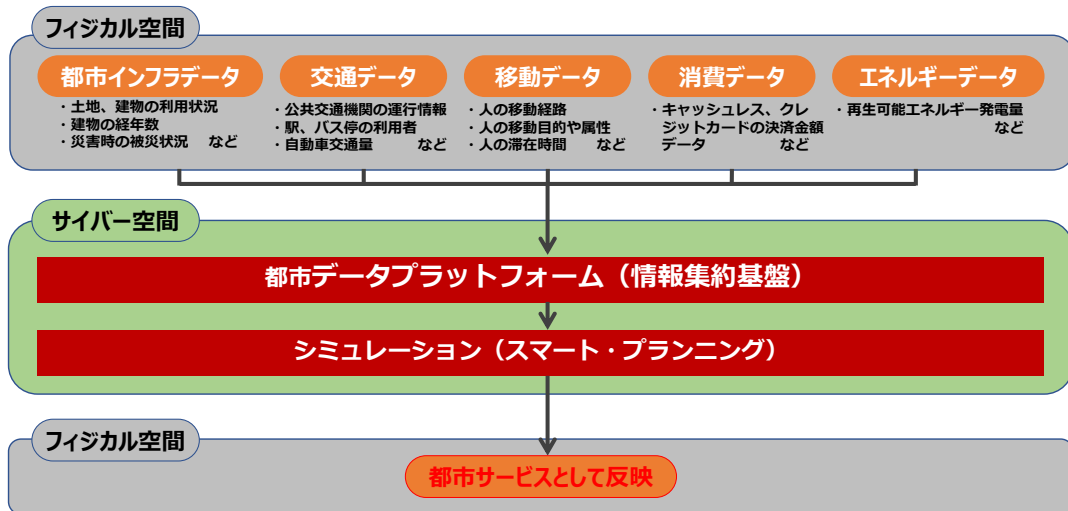 フィジカル空間
都市インフラデータ
・土地、建物の利用状況
・建物の経年数
・災害時の被災状況 など
交通データ
・公共交通機関の運行情報
・駅、バス停の利用者
・自動車交通量 など
移動データ
・人の移動経路
・人の移動目的や属性
・人の滞在時間 など
消費データ
・キャッシュレス、クレ
ジットカードの決済金額
データ など
エネルギーデータ
・再生可能エネルギー発電量
など
サイバー空間
都市データプラットフォーム（情報集約基盤）
シミュレーション（スマート・プランニング）
フィジカル空間
都市サービスとして反映